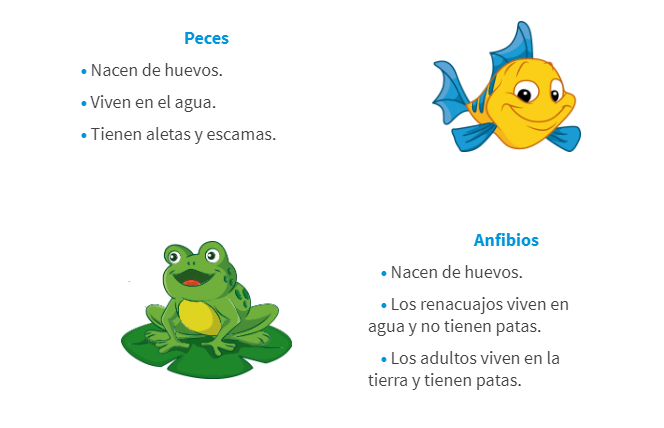 Peces
• Nacen de huevos.
• Viven en el agua.
• Tienen aletas y escamas.
Anfibios
• Nacen de huevos.
• Los renacuajos viven en
agua y no tienen patas.
• Los adultos viven en la
tierra y tienen patas.